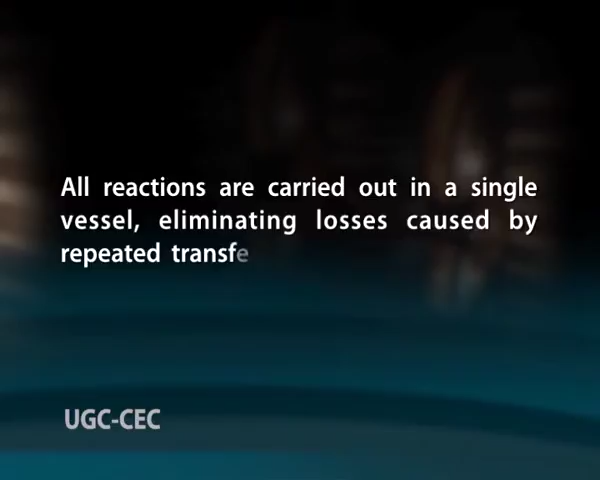 All reactions are carried out in a single
vessel, eliminating losses caused by
repeated transfe
UGC-CEC